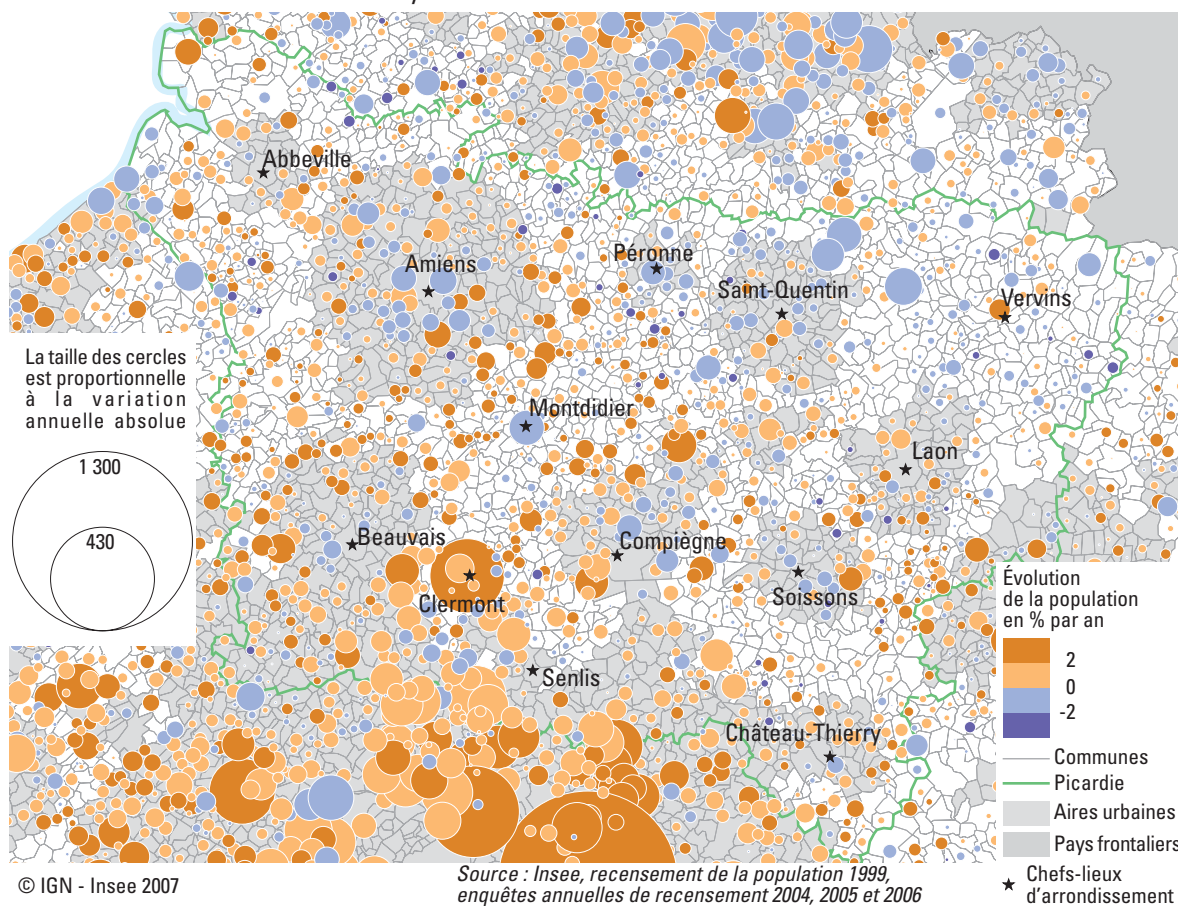 Abbeville
Amiens
Péronne
Saint-Quentin
Vervins
La taille des cercles
est proportionnelle
à la variation
annuelle absolue
1 300
430
Montdidier
Laon
Beauvais
Compiègne
Clermont
Soissons
Senlis
Château-Thierry
Évolution
de la population
en % par an
2
0
-2
Communes
Picardie
Aires urbaines
Pays frontaliers
Chefs-lieux
d'arrondissement
© IGN - Insee 2007
Source : Insee, recensement de la population 1999,
enquêtes annuelles de recensement 2004, 2005 et 2006